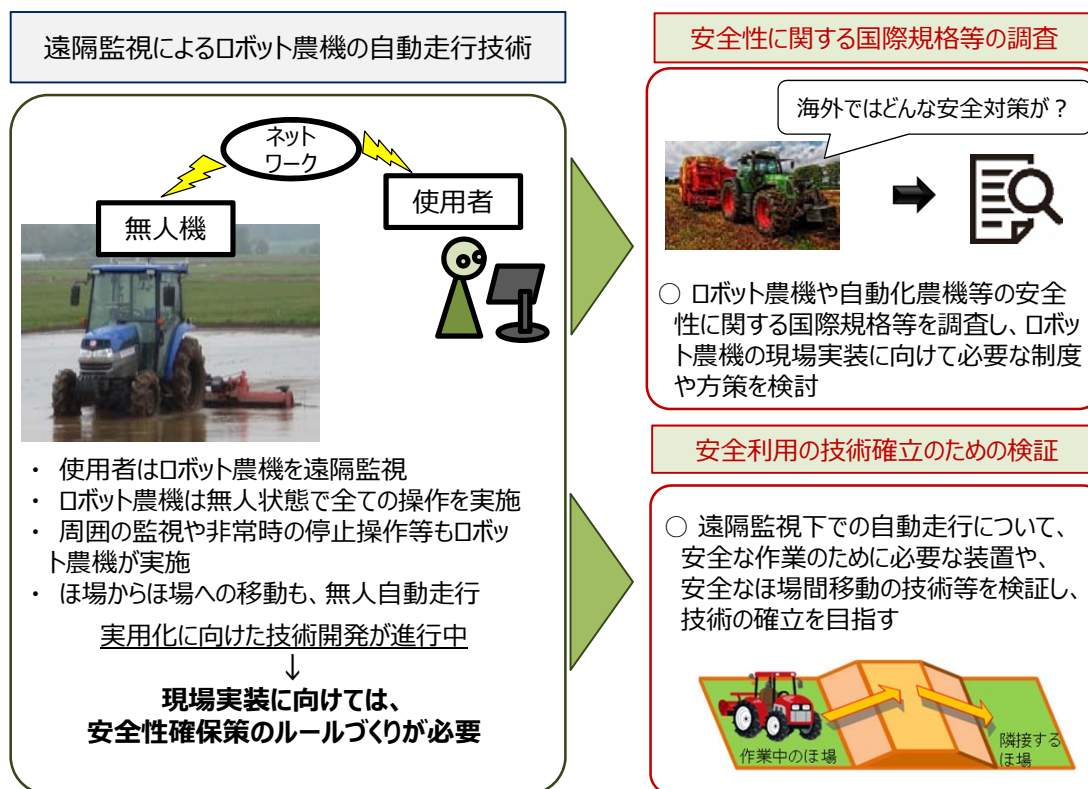 遠隔監視によるロボット農機の自動走行技術
ネット
ワーク
使用者
無人機
・ 使用者はロボット農機を遠隔監視
・ ロボット農機は無人状態で全ての操作を実施
・ 周囲の監視や非常時の停止操作等もロボッ
ト農機が実施
・ ほ場からほ場への移動も、無人自動走行
実用化に向けた技術開発が進行中
↓
現場実装に向けては、
安全性確保策のルールづくりが必要
安全性に関する国際規格等の調査
海外ではどんな安全対策が？
○ ロボット農機や自動化農機等の安全
性に関する国際規格等を調査し、ロボッ
ト農機の現場実装に向けて必要な制度
や方策を検討
安全利用の技術確立のための検証
○ 遠隔監視下での自動走行について、
安全な作業のために必要な装置や、
安全なほ場間移動の技術等を検証し、
技術の確立を目指す
作業中のほ場
隣接する
ほ場